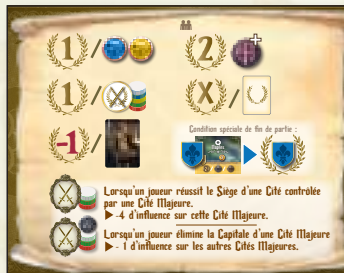 1 /
2
+
1 /
X /
-1 /
Condition spéciale de fin de partie :
Lorsqu'un joueur réussit le Siège d'une Cité contrôlée
par une Cité Majeure.
▶ -4 d'influence sur cette Cité Majeure.
Lorsqu'un joueur élimine la Capitale d'une Cité Majeure
▶ - 1 d'influence sur les autres Cités Majeures.